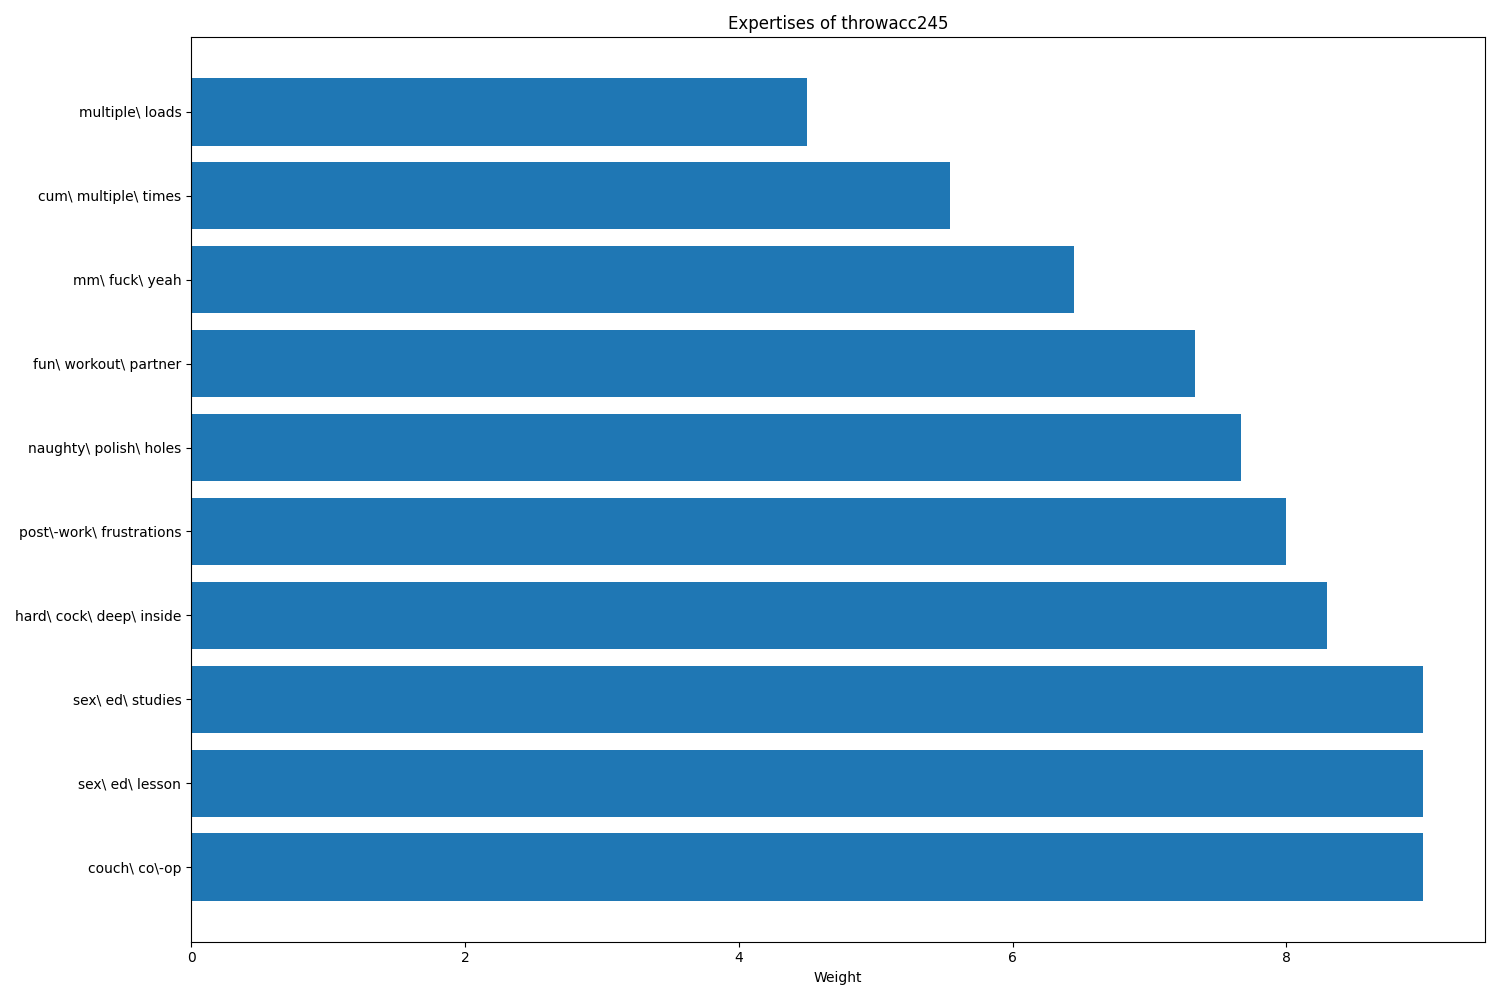 Expertises of throwacc245
multiple\ loads
cum\ multiple\ times
mm\ fuck\ yeah
fun\ workout\ partner
naughty\ polish\ holes
post\-work\ frustrations
hard\ cock\ deep\ inside
sex\ ed\ studies
sex\ ed\ lesson
couch\ co\-op
0 2 4 6 8
Weight